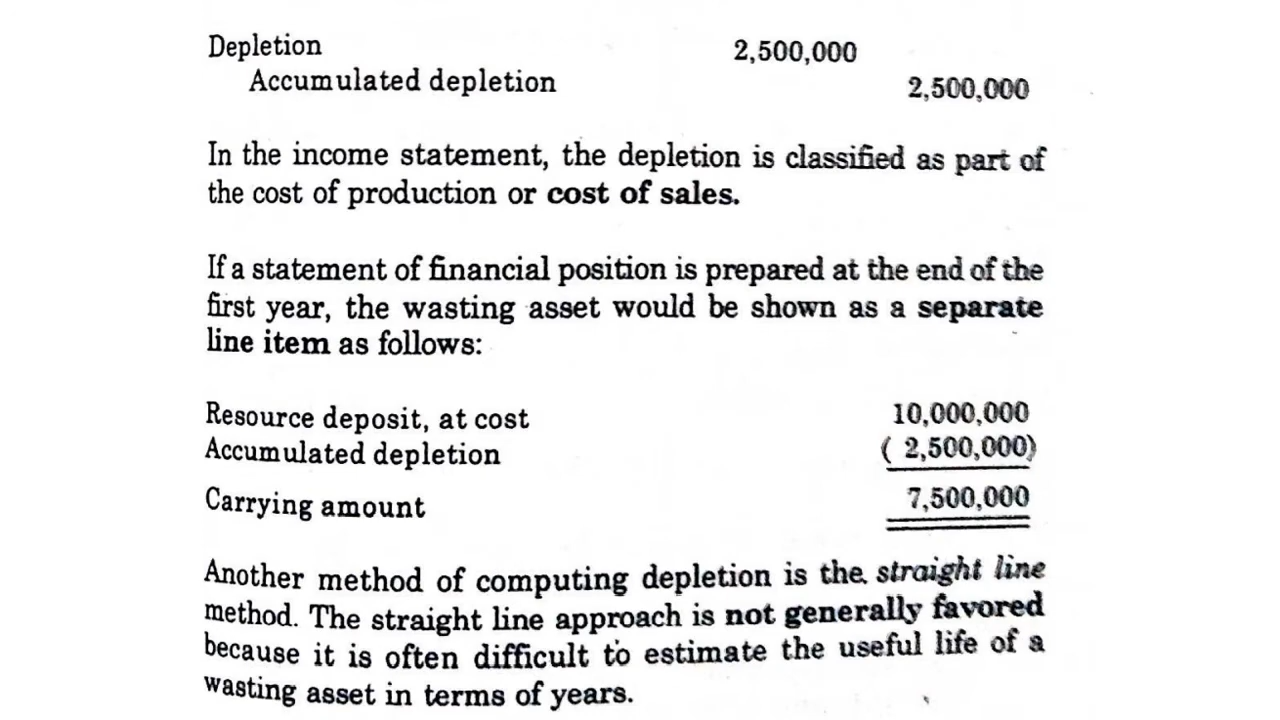 Depletion 2,500,000
Accumulated depletion 2,500,000
In the income statement, the depletion is classified as part of
the cost of production or cost of sales.
If a statement of financial position is prepared at the end of the
first year, the wasting asset would be shown as a separate
line item as follows:
Resource deposit, at cost 10,000,000
Accumulated depletion ( 2,500,000)
Carrying amount 7,500,000
Another method of computing depletion is the straight line
method. The straight line approach is not generally favored
because it is often difficult to estimate the useful life of a
wasting asset in terms of years.